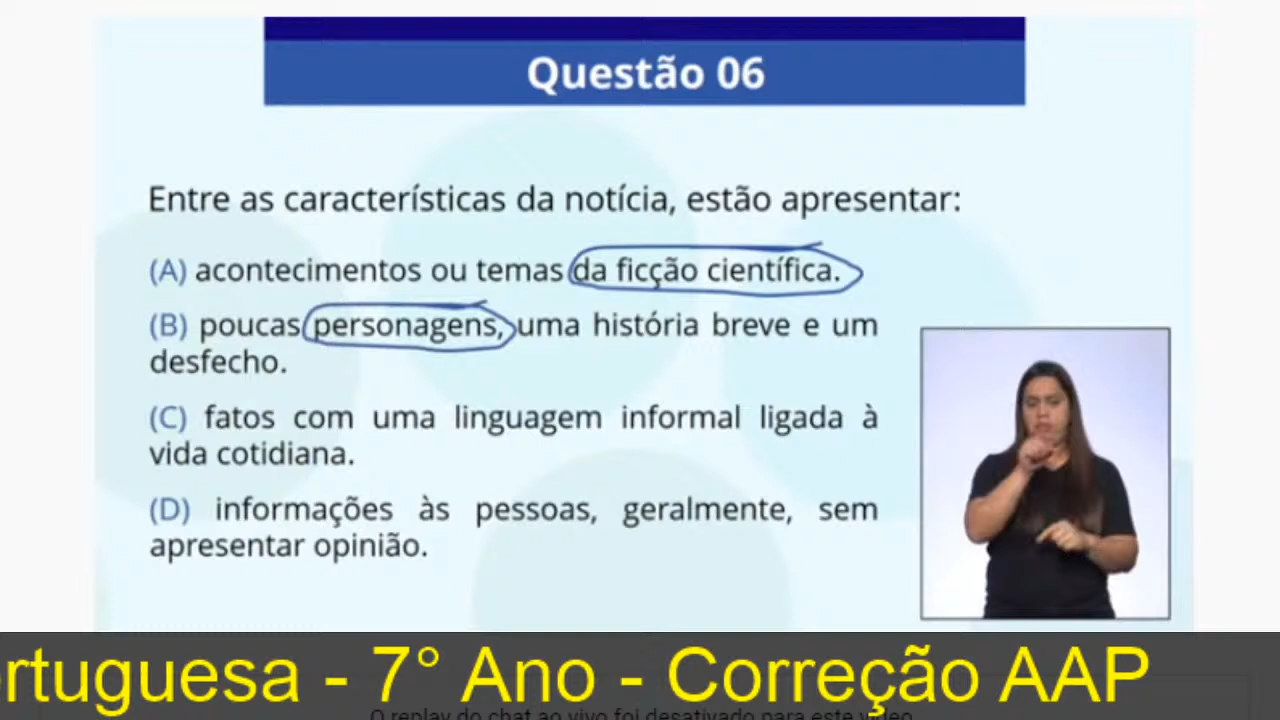 Questão 06
Entre as características da notícia, estão apresentar:
(A) acontecimentos ou temas da ficção científica.
(B) poucas personagens, uma história breve e um
desfecho.
(C) fatos com uma linguagem informal ligada à
vida cotidiana.
(D) informações às pessoas, geralmente, sem
apresentar opinião.
rtuguesa - 7° Ano - Correção AAP
O replay do chat ao vivo foi desativado para este vídeo.